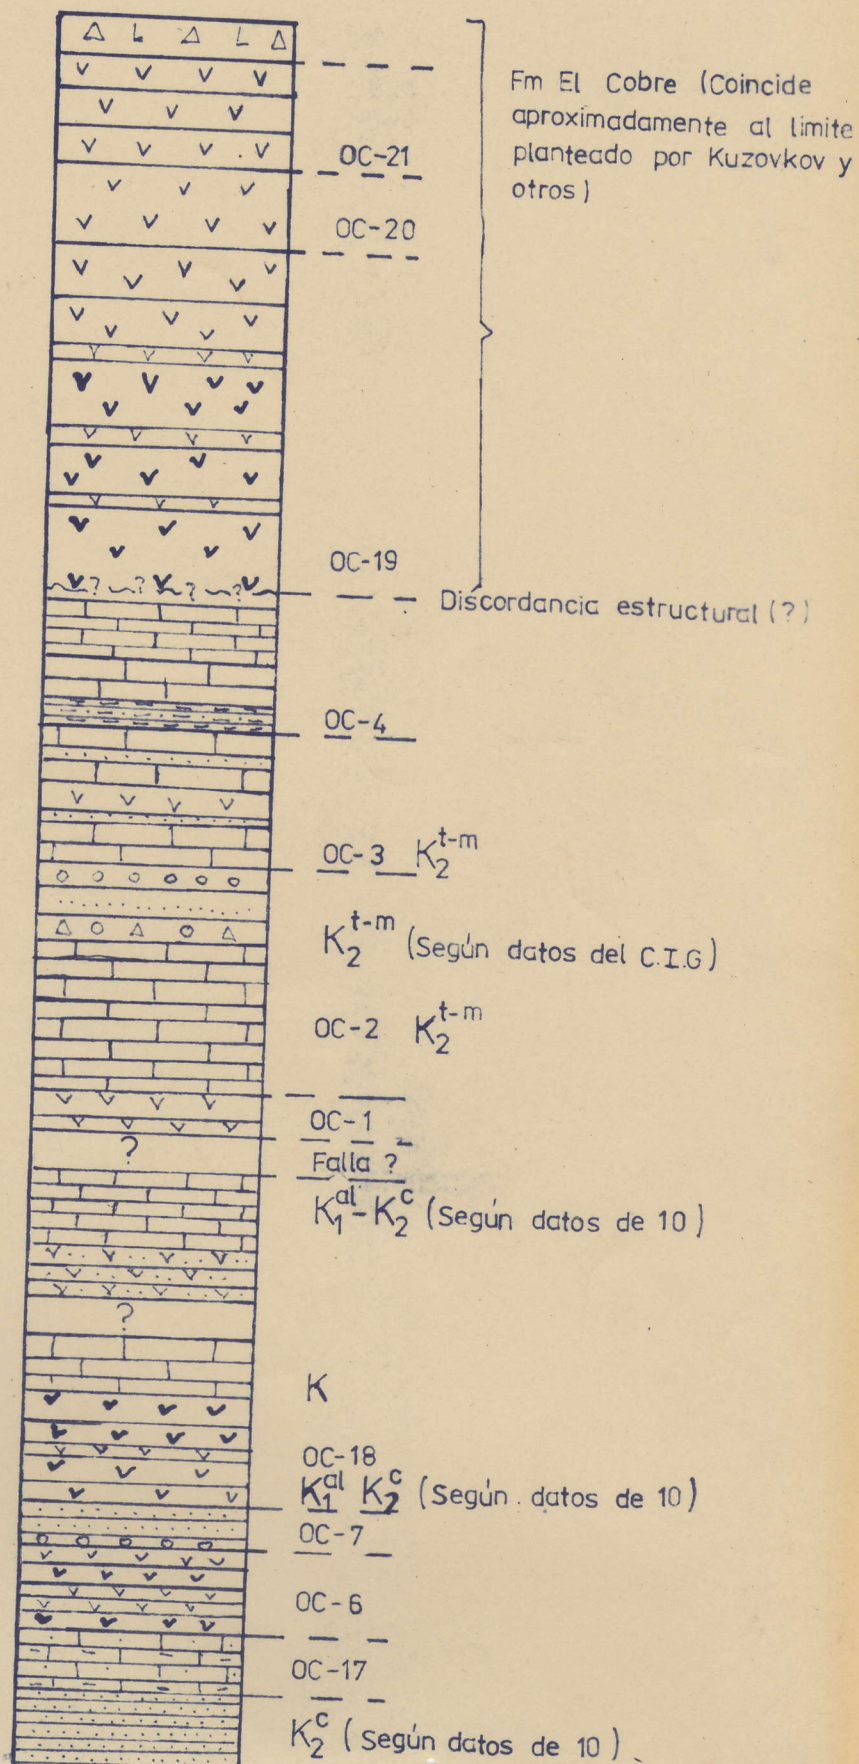 Fm El Cobre (Coincide
aproximadamente al limite
planteado por Kuzovkov y
otros)
OC-21
OC-20
OC-19
? ? ? ?
Discordancia estructural (?)
OC-4
OC-3 K₂ᵗ⁻ᵐ
K₂ᵗ⁻ᵐ (Según datos del C.I.G)
OC-2 K₂ᵗ⁻ᵐ
OC-1
?
Falla ?
K₁ᵃˡ-K₂ᶜ (Según datos de 10)
?
K
OC-18
K₁ᵃˡ K₂ᶜ (Según. datos de 10)
OC-7
OC-6
OC-17
K₂ᶜ (Según datos de 10)